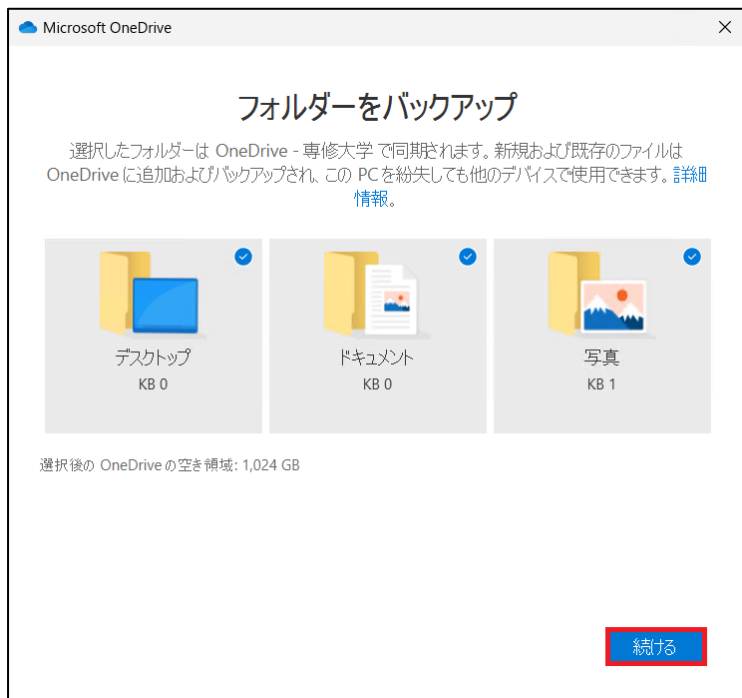 Microsoft OneDrive
フォルダーをバックアップ
選択したフォルダーは OneDrive - 専修大学 で同期されます。新規および既存のファイルは
OneDrive に追加およびバックアップされ、この PC を紛失しても他のデバイスで使用できます。詳細
情報。
デスクトップ
KB 0
ドキュメント
KB 0
写真
KB 1
選択後の OneDrive の空き領域: 1,024 GB
続ける